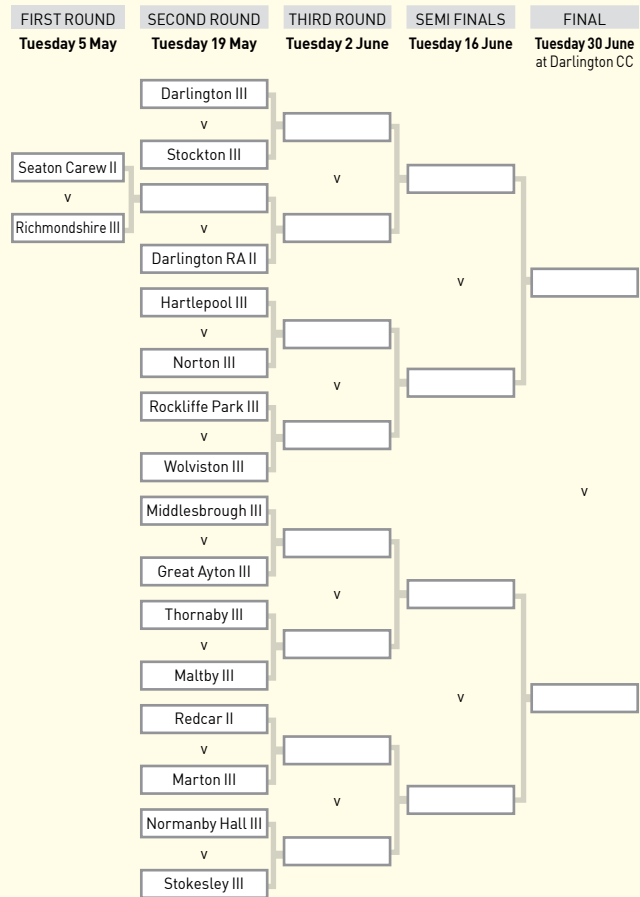 FIRST ROUND
Tuesday 5 May
Seaton Carew II
v
Richmondshire III
SECOND ROUND
Tuesday 19 May
Darlington III
v
Stockton III
v
Darlington RA II
Hartlepool III
v
Norton III
Rockliffe Park III
v
Wolviston III
Middlesbrough III
v
Great Ayton III
Thornaby III
v
Maltby III
Redcar II
v
Marton III
Normanby Hall III
v
Stokesley III
THIRD ROUND
Tuesday 2 June
v
v
v
v
SEMI FINALS
Tuesday 16 June
v
v
FINAL
Tuesday 30 June
at Darlington CC
v